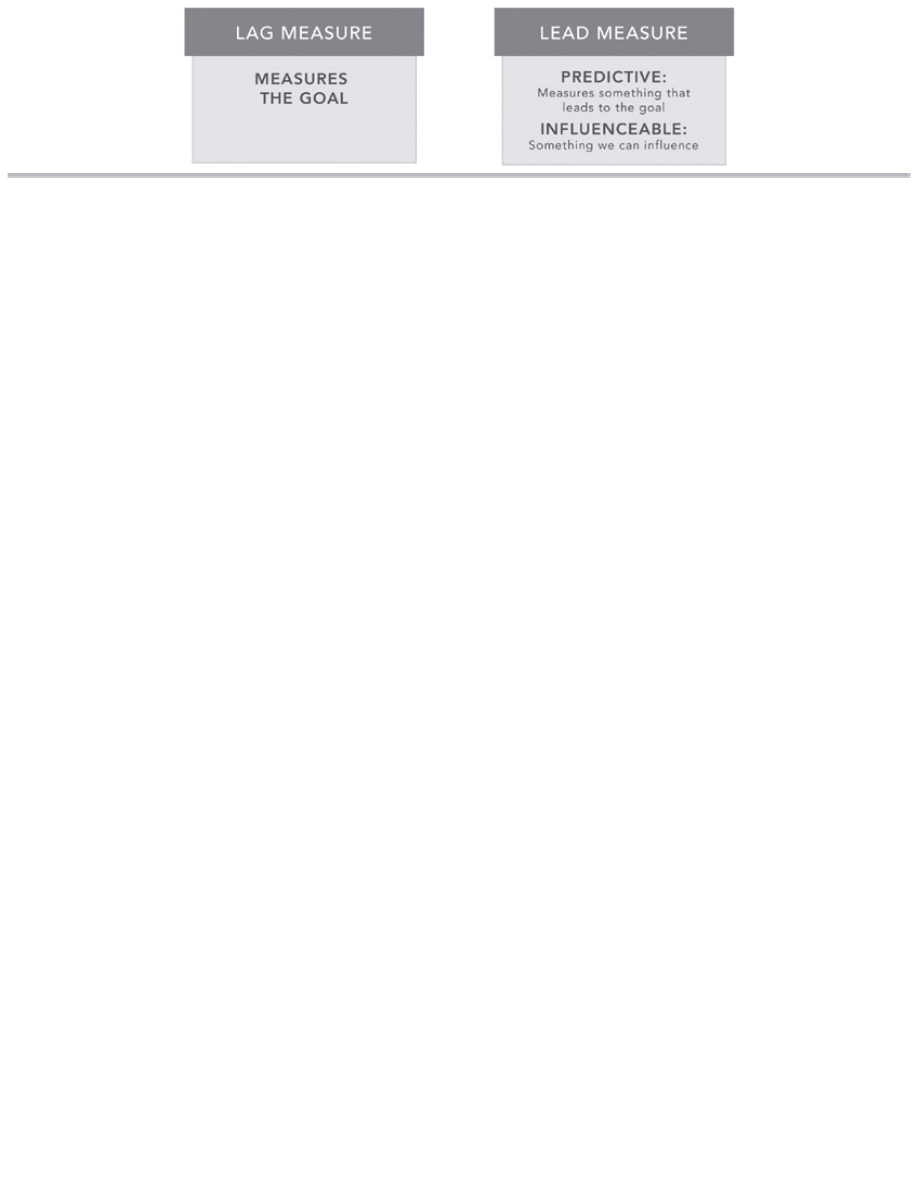 LAG MEASURE
MEASURES
THE GOAL
LEAD MEASURE
PREDICTIVE:
Measures something that
leads to the goal
INFLUENCEABLE:
Something we can influence